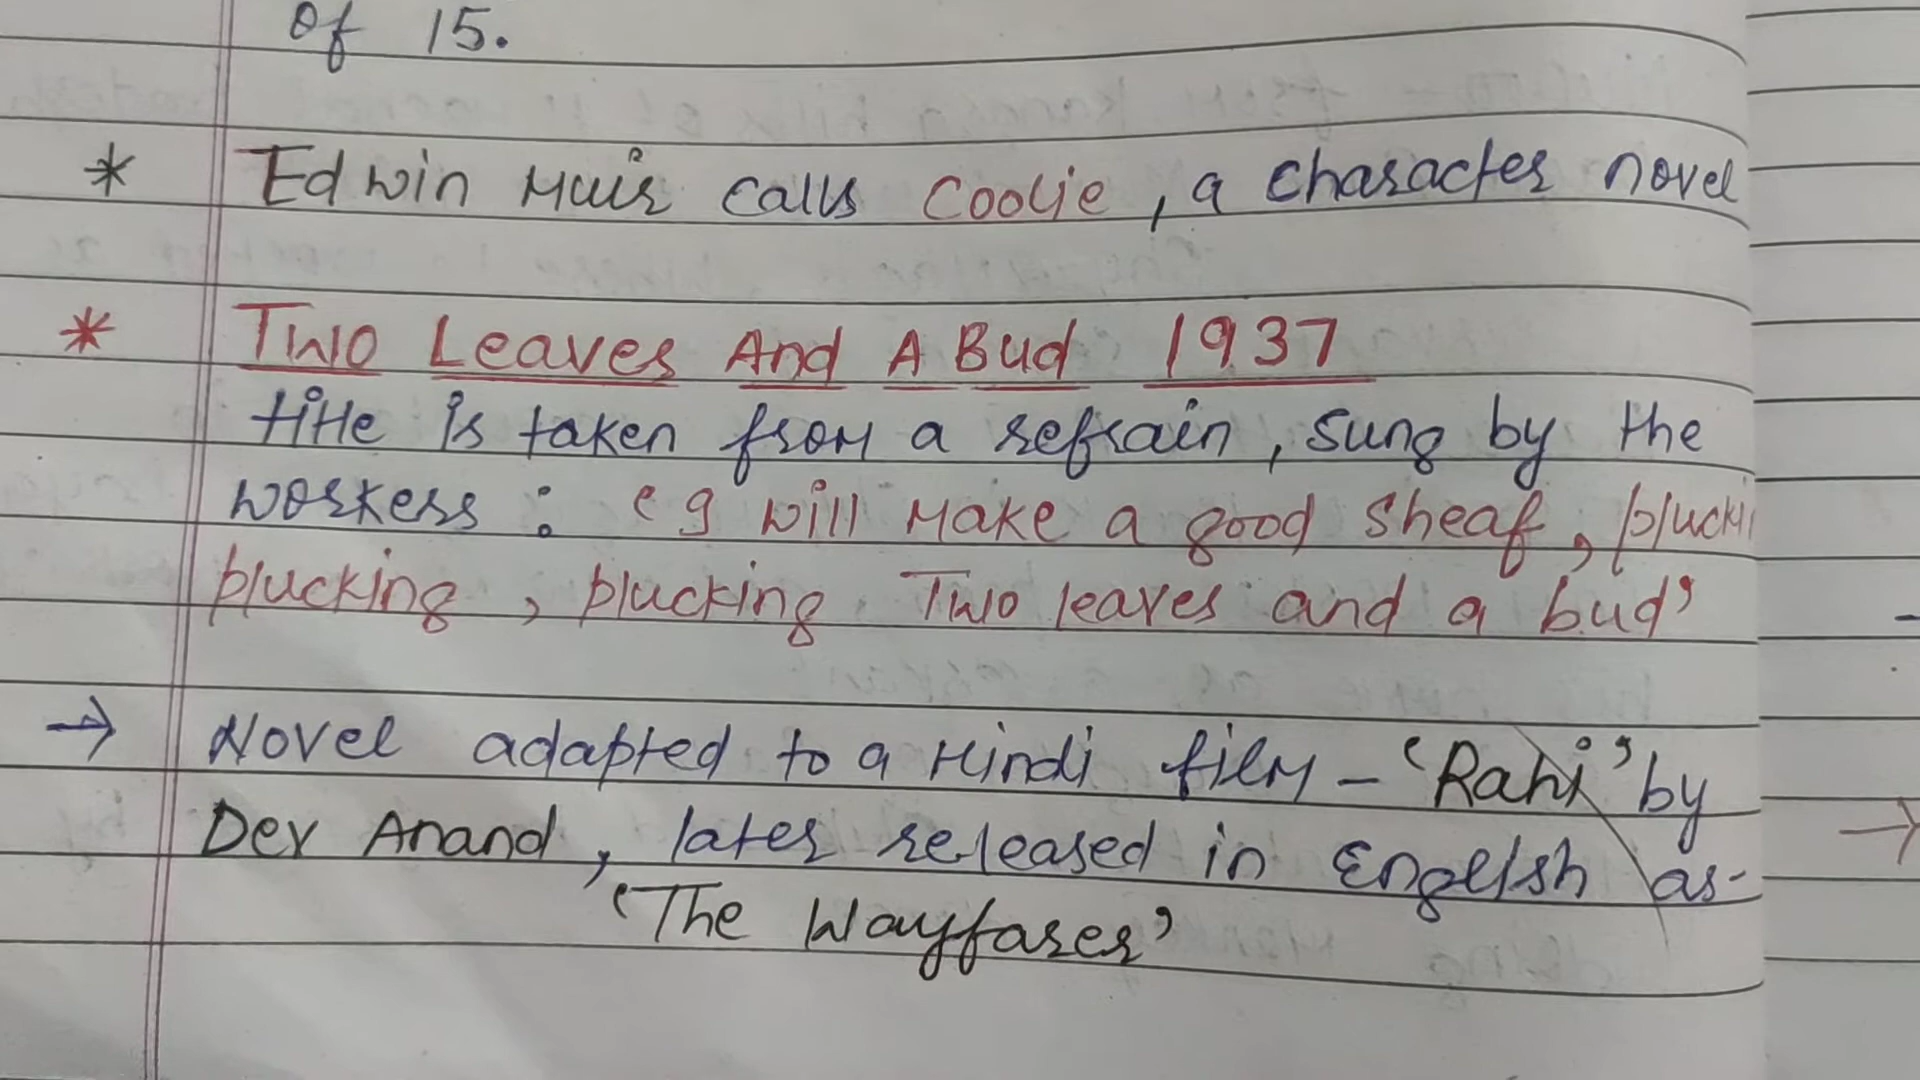 of 15.
* Edwin Muir calls Coolie, a character novel
* Two Leaves And A Bud 1937
title is taken from a refrain, sung by the
workers : eg will make a good sheaf, plucki
plucking, plucking Two leaves and a bud'
→ Novel adapted to a Hindi film - 'Rahi' by
Dev Anand, later released in English as-
'The Wayfarer'